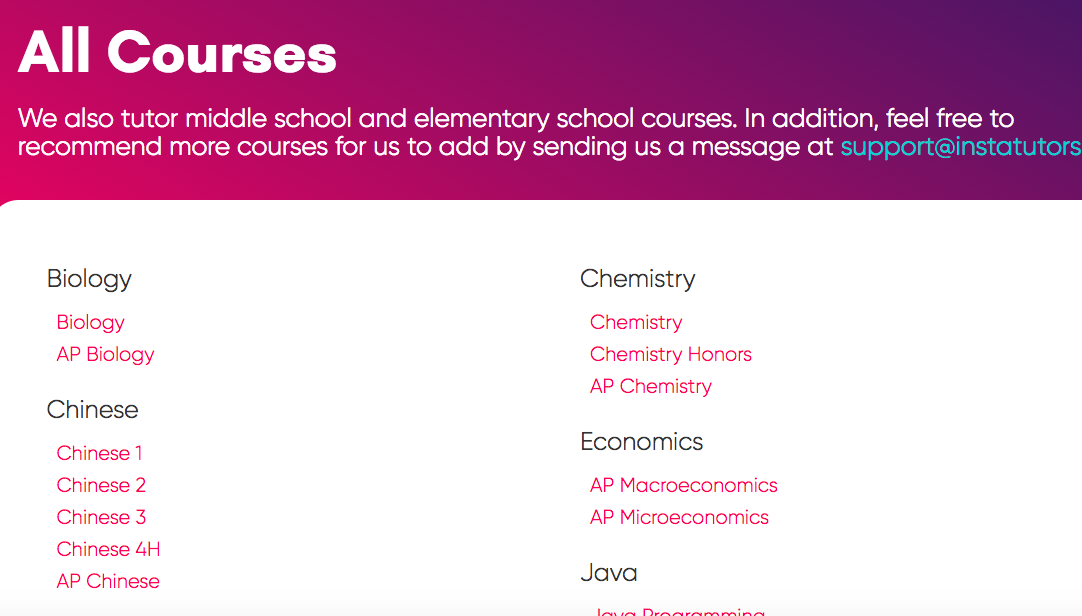 All Courses
We also tutor middle school and elementary school courses. In addition, feel free to
recommend more courses for us to add by sending us a message at support@instatutors
Biology
Biology
AP Biology
Chinese
Chinese 1
Chinese 2
Chinese 3
Chinese 4H
AP Chinese
Chemistry
Chemistry
Chemistry Honors
AP Chemistry
Economics
AP Macroeconomics
AP Microeconomics
Java
Java Programming